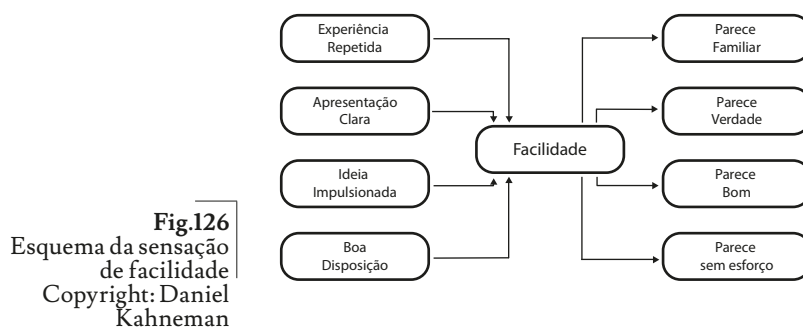 Experiência
Repetida
Apresentação
Clara
Ideia
Impulsionada
Boa
Disposição
Facilidade
Parece
Familiar
Parece
Verdade
Parece
Bom
Parece
sem esforço
Fig.126
Esquema da sensação
de facilidade
Copyright: Daniel
Kahneman